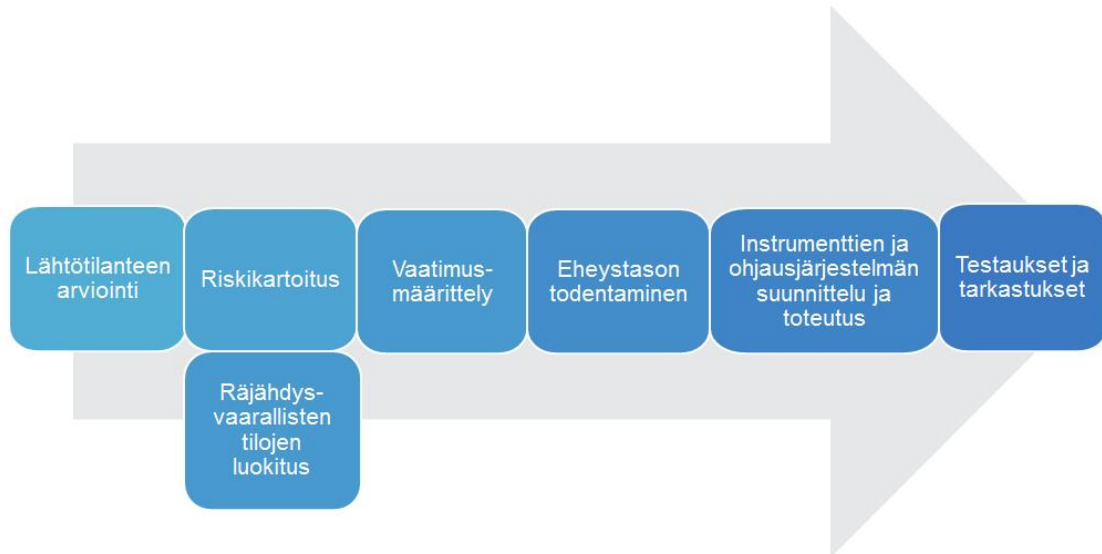 Lähtötilanteen
arviointi
Riskikartoitus
Räjähdys-
vaarallisten
tilojen
luokitus
Vaatimus-
määrittely
Eheystason
todentaminen
Instrumenttien ja
ohjausjärjestelmän
suunnittelu ja
toteutus
Testaukset ja
tarkastukset